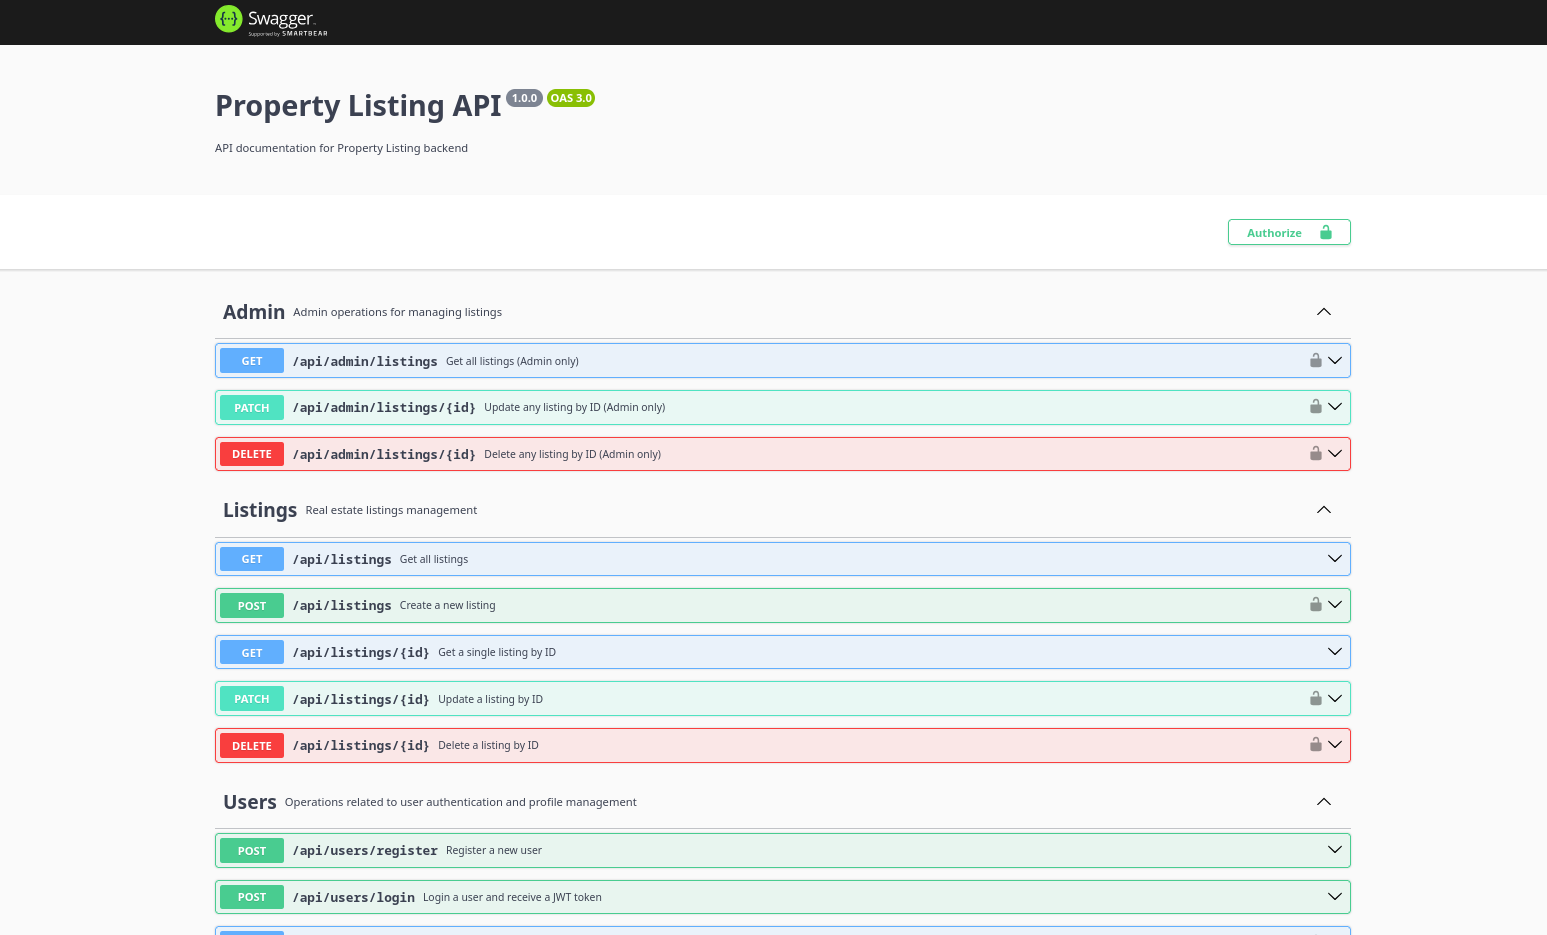 {···} Swagger
Supported by SMARTBEAR
Property Listing API 1.0.0 OAS 3.0
API documentation for Property Listing backend
Authorize
Admin Admin operations for managing listings
GET /api/admin/listings Get all listings (Admin only)
PATCH /api/admin/listings/{id} Update any listing by ID (Admin only)
DELETE /api/admin/listings/{id} Delete any listing by ID (Admin only)
Listings Real estate listings management
GET /api/listings Get all listings
POST /api/listings Create a new listing
GET /api/listings/{id} Get a single listing by ID
PATCH /api/listings/{id} Update a listing by ID
DELETE /api/listings/{id} Delete a listing by ID
Users Operations related to user authentication and profile management
POST /api/users/register Register a new user
POST /api/users/login Login a user and receive a JWT token